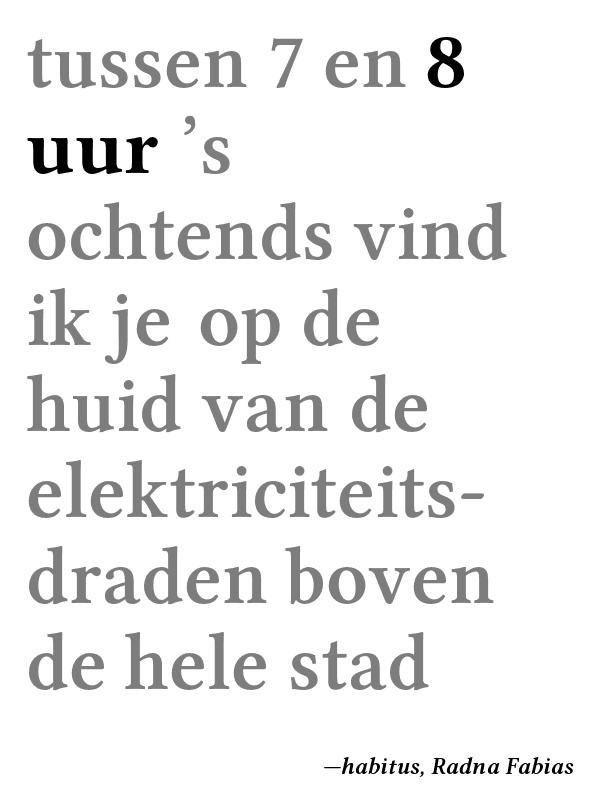 tussen 7 en 8
uur ’s
ochtends vind
ik je op de
huid van de
elektriciteits-
draden boven
de hele stad
—habitus, Radna Fabias